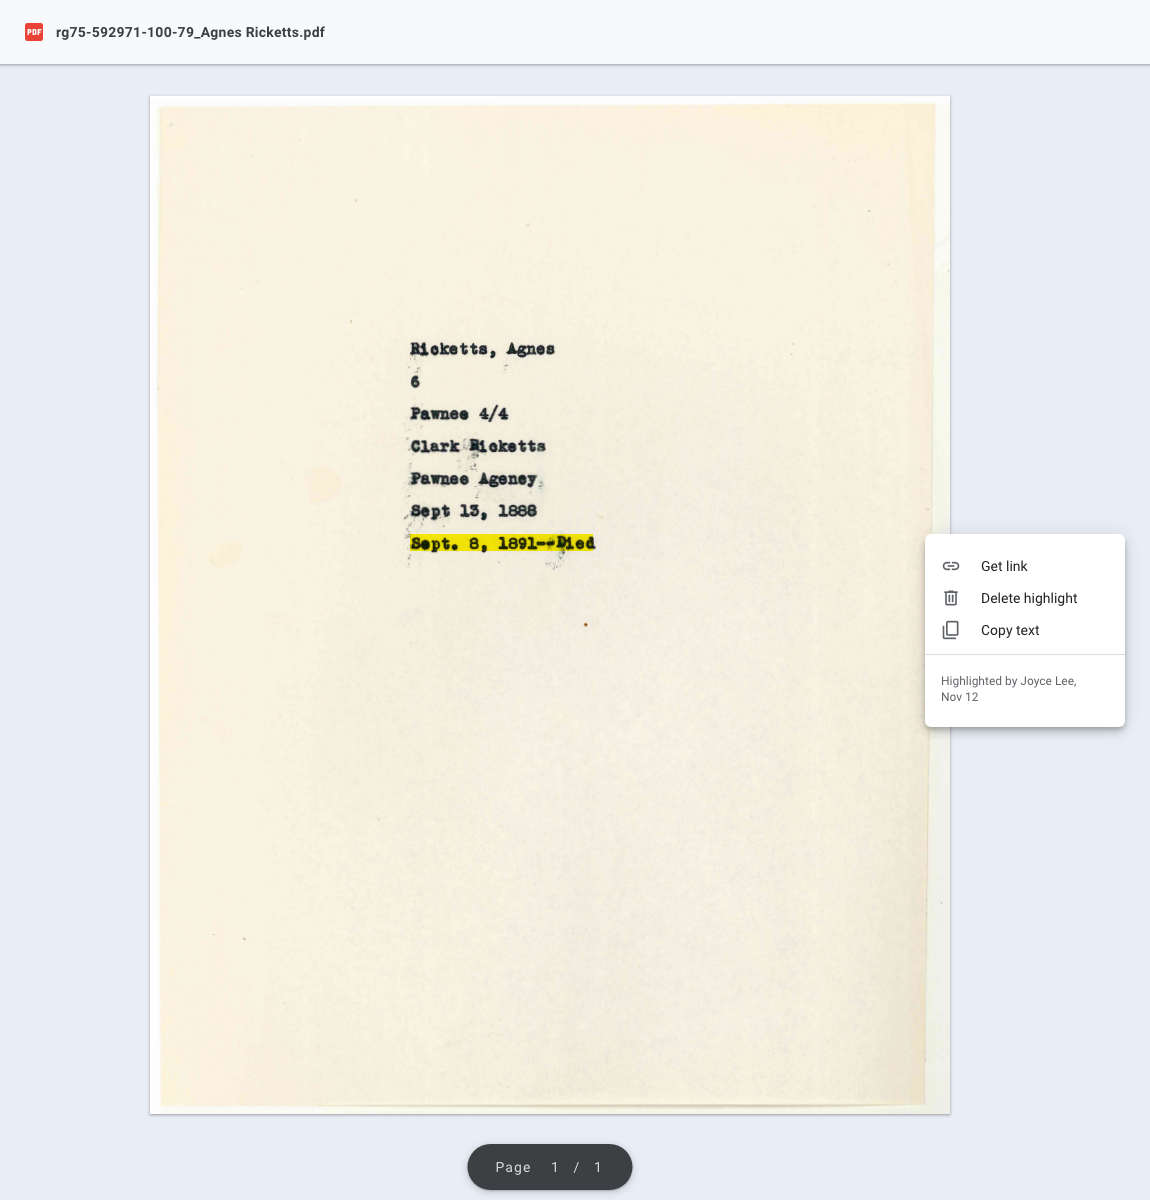 PDF rg75-592971-100-79_Agnes Ricketts.pdf
Ricketts, Agnes
6
Pawnee 4/4
Clark Ricketts
Pawnee Agency
Sept 13, 1888
Sept. 8, 1891--Died
Get link
Delete highlight
Copy text
Highlighted by Joyce Lee,
Nov 12
Page 1 / 1